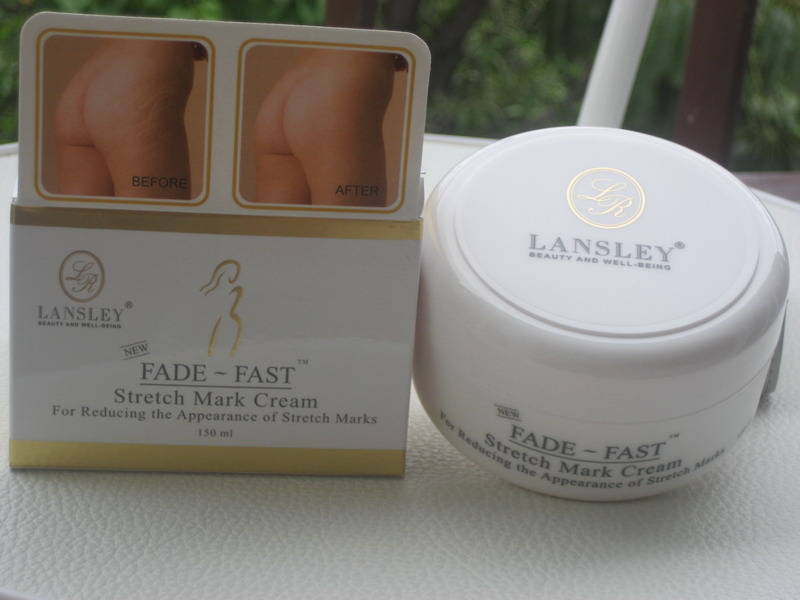 BEFORE
AFTER
LR
LANSLEY®
BEAUTY AND WELL-BEING
NEW
FADE ~ FAST™
Stretch Mark Cream
For Reducing the Appearance of Stretch Marks
150 ml
LR
LANSLEY®
BEAUTY AND WELL-BEING
NEW
FADE ~ FAST™
Stretch Mark Cream
For Reducing the Appearance of Stretch Marks